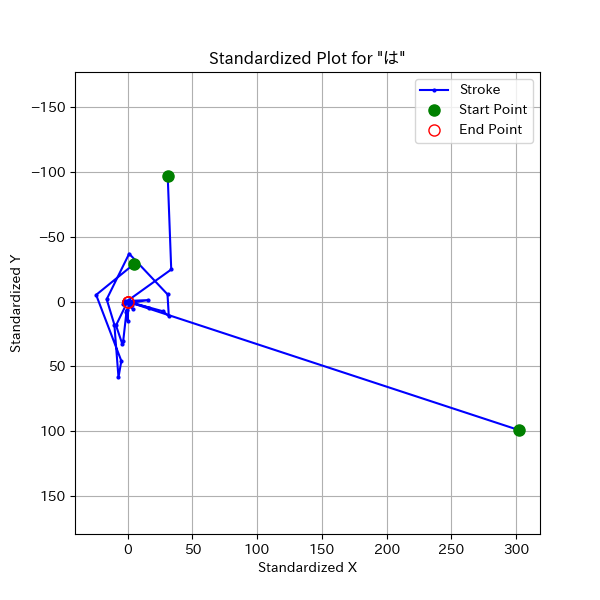 Standardized Plot for "は"
Stroke
Start Point
End Point
Standardized Y
−150
−100
−50
0
50
100
150
0 50 100 150 200 250 300
Standardized X